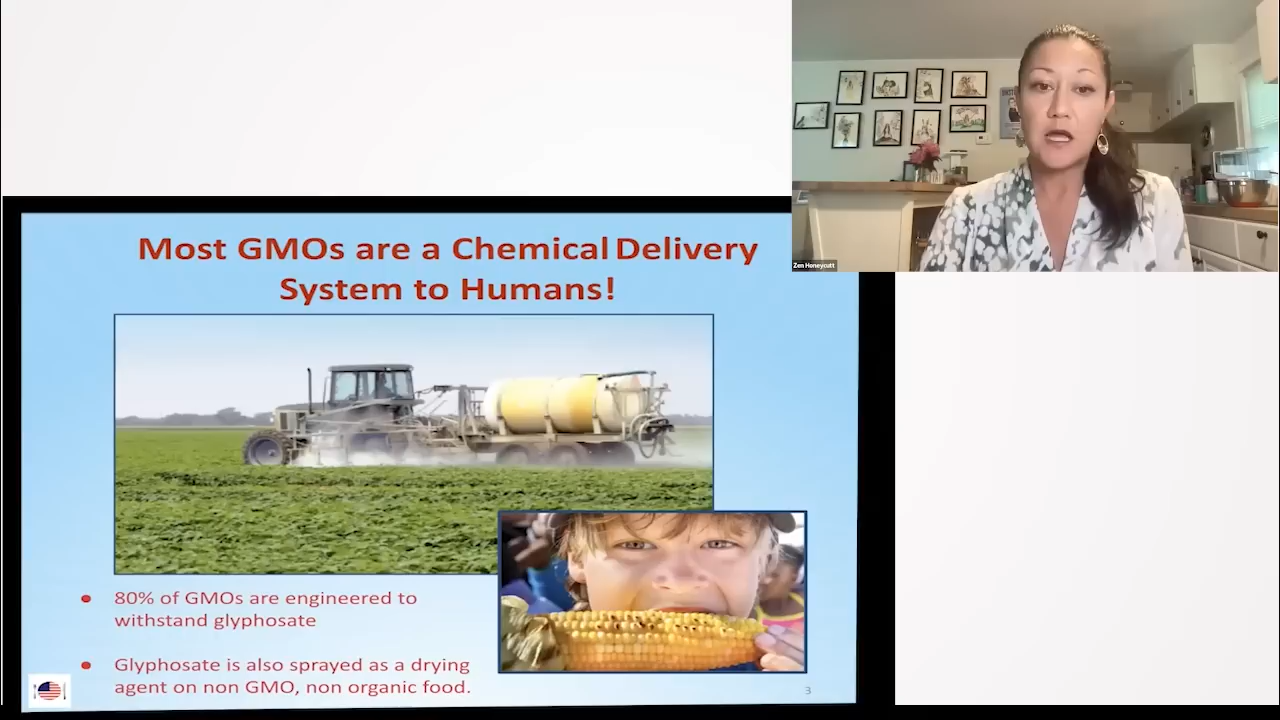 Most GMOs are a Chemical Delivery
System to Humans!
Zen Honeycutt
80% of GMOs are engineered to
withstand glyphosate
Glyphosate is also sprayed as a drying
agent on non GMO, non organic food.
3